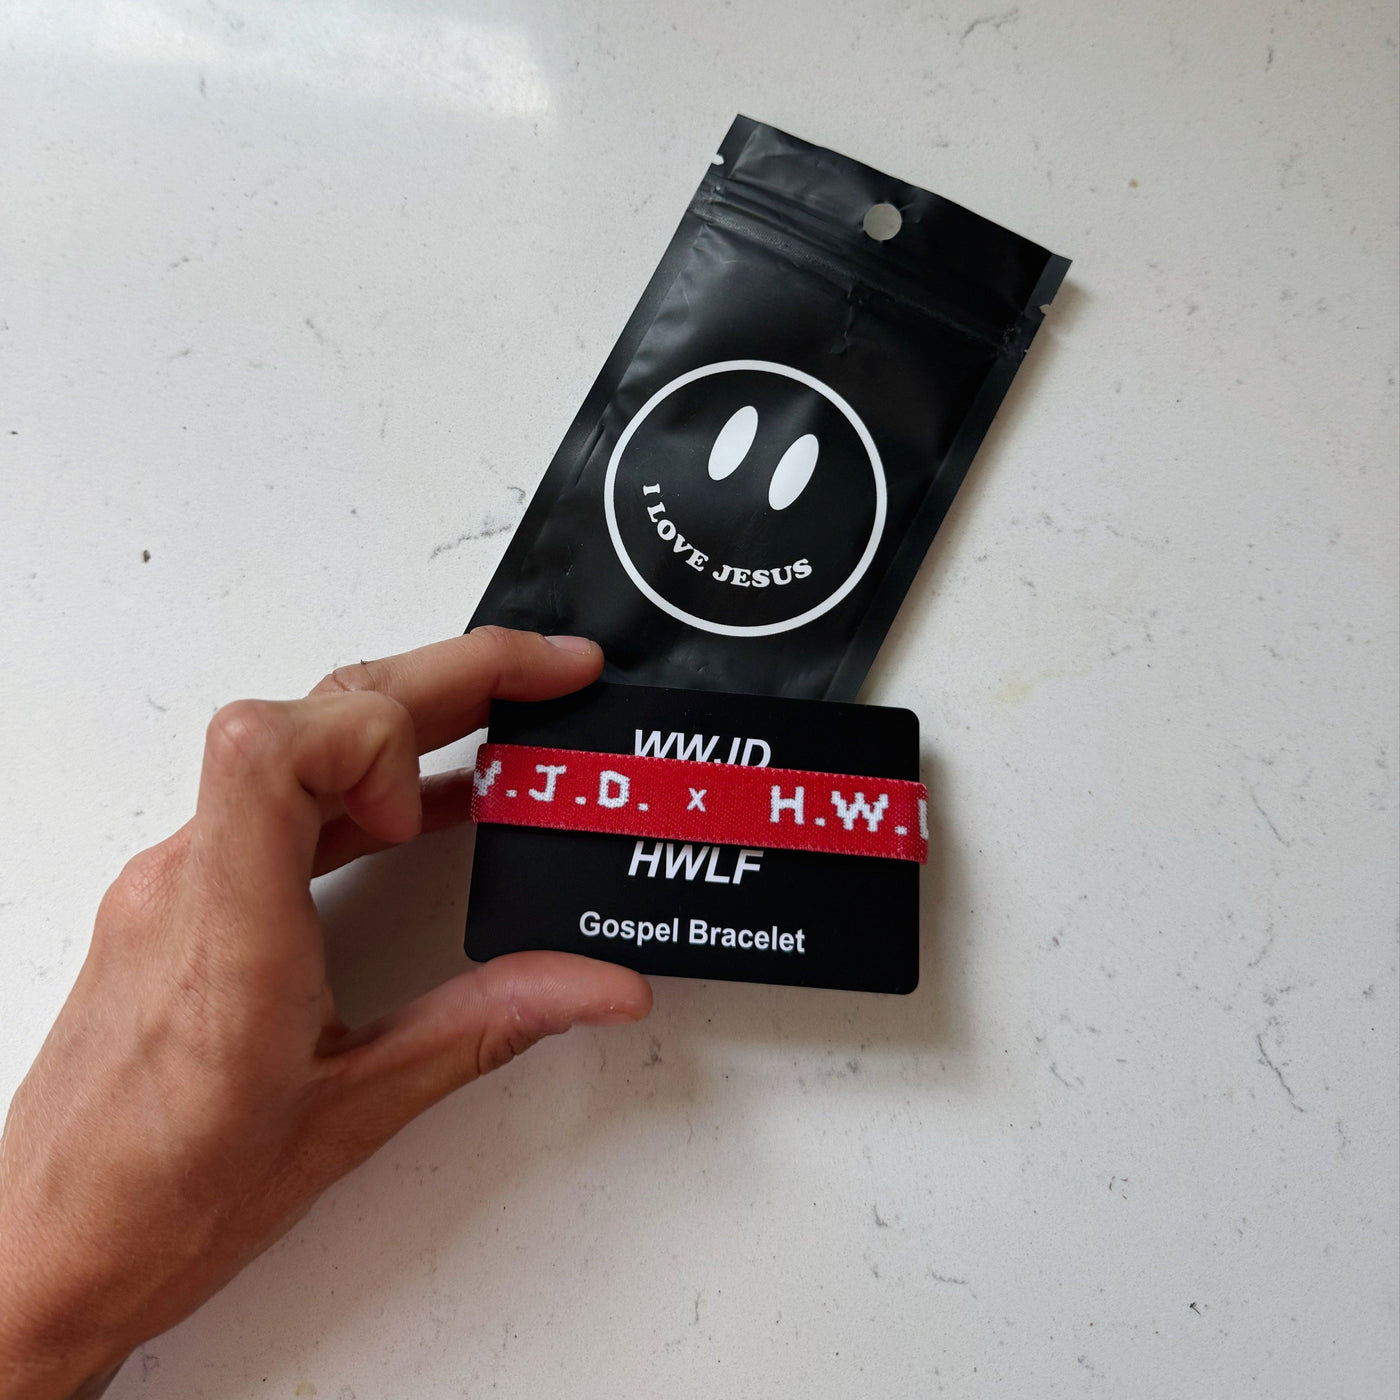 I LOVE JESUS
WWJD
.J.D. x H.W.
HWLF
Gospel Bracelet